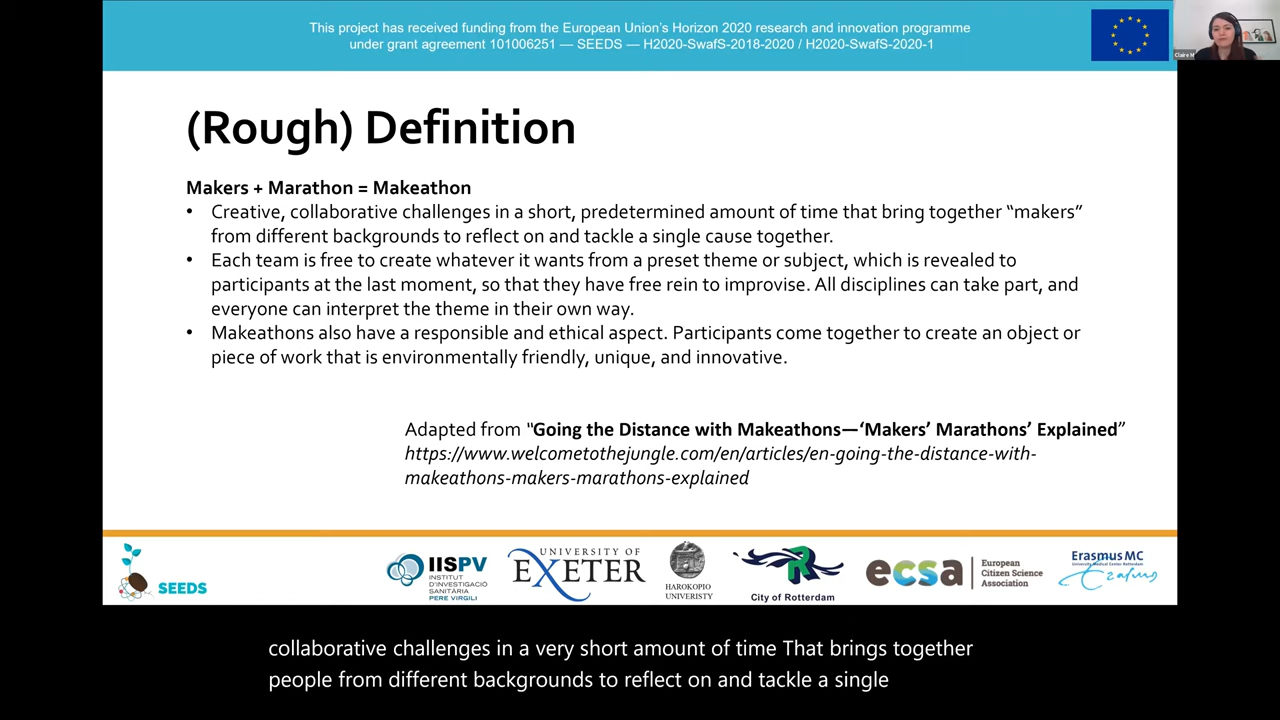 This project has received funding from the European Union's Horizon 2020 research and innovation programme
under grant agreement 101006251 — SEEDS — H2020-SwafS-2018-2020 / H2020-SwafS-2020-1
Claire M
(Rough) Definition
Makers + Marathon = Makeathon
• Creative, collaborative challenges in a short, predetermined amount of time that bring together “makers”
from different backgrounds to reflect on and tackle a single cause together.
• Each team is free to create whatever it wants from a preset theme or subject, which is revealed to
participants at the last moment, so that they have free rein to improvise. All disciplines can take part, and
everyone can interpret the theme in their own way.
• Makeathons also have a responsible and ethical aspect. Participants come together to create an object or
piece of work that is environmentally friendly, unique, and innovative.
Adapted from “Going the Distance with Makeathons—‘Makers’ Marathons’ Explained”
https://www.welcometothejungle.com/en/articles/en-going-the-distance-with-
makeathons-makers-marathons-explained
SEEDS
IISPV
INSTITUT
D'INVESTIGACIÓ
SANITÀRIA
PERE VIRGILI
UNIVERSITY OF
EXETER
HAROKOPIO
UNIVERISTY
R
City of Rotterdam
ecsa
European
Citizen Science
Association
Erasmus MC
University Medical Center Rotterdam
Erasmus
collaborative challenges in a very short amount of time That brings together
people from different backgrounds to reflect on and tackle a single